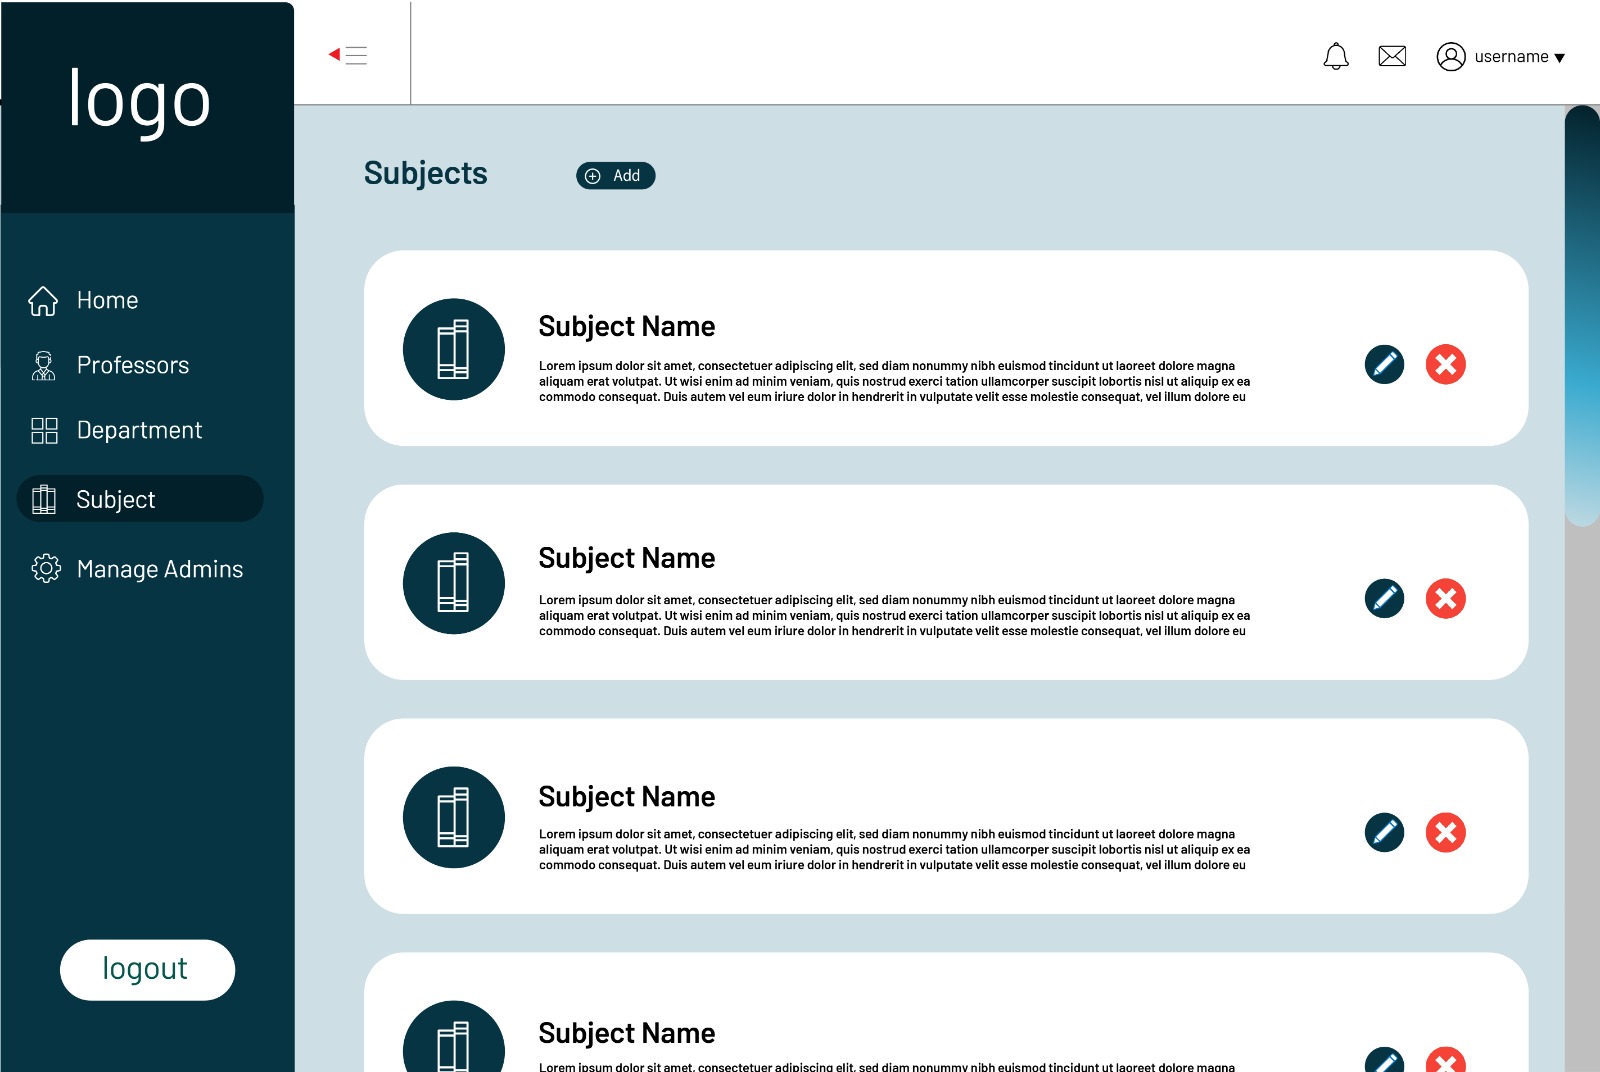 logo
username
Subjects
Add
Home
Professors
Department
Subject
Manage Admins
logout
Subject Name
Lorem ipsum dolor sit amet, consectetuer adipiscing elit, sed diam nonummy nibh euismod tincidunt ut laoreet dolore magna
aliquam erat volutpat. Ut wisi enim ad minim veniam, quis nostrud exerci tation ullamcorper suscipit lobortis nisl ut aliquip ex ea
commodo consequat. Duis autem vel eum iriure dolor in hendrerit in vulputate velit esse molestie consequat, vel illum dolore eu
Subject Name
Lorem ipsum dolor sit amet, consectetuer adipiscing elit, sed diam nonummy nibh euismod tincidunt ut laoreet dolore magna
aliquam erat volutpat. Ut wisi enim ad minim veniam, quis nostrud exerci tation ullamcorper suscipit lobortis nisl ut aliquip ex ea
commodo consequat. Duis autem vel eum iriure dolor in hendrerit in vulputate velit esse molestie consequat, vel illum dolore eu
Subject Name
Lorem ipsum dolor sit amet, consectetuer adipiscing elit, sed diam nonummy nibh euismod tincidunt ut laoreet dolore magna
aliquam erat volutpat. Ut wisi enim ad minim veniam, quis nostrud exerci tation ullamcorper suscipit lobortis nisl ut aliquip ex ea
commodo consequat. Duis autem vel eum iriure dolor in hendrerit in vulputate velit esse molestie consequat, vel illum dolore eu
Subject Name
Lorem ipsum dolor sit amet, consectetuer adipiscing elit, sed diam nonummy nibh euismod tincidunt ut laoreet dolore magna